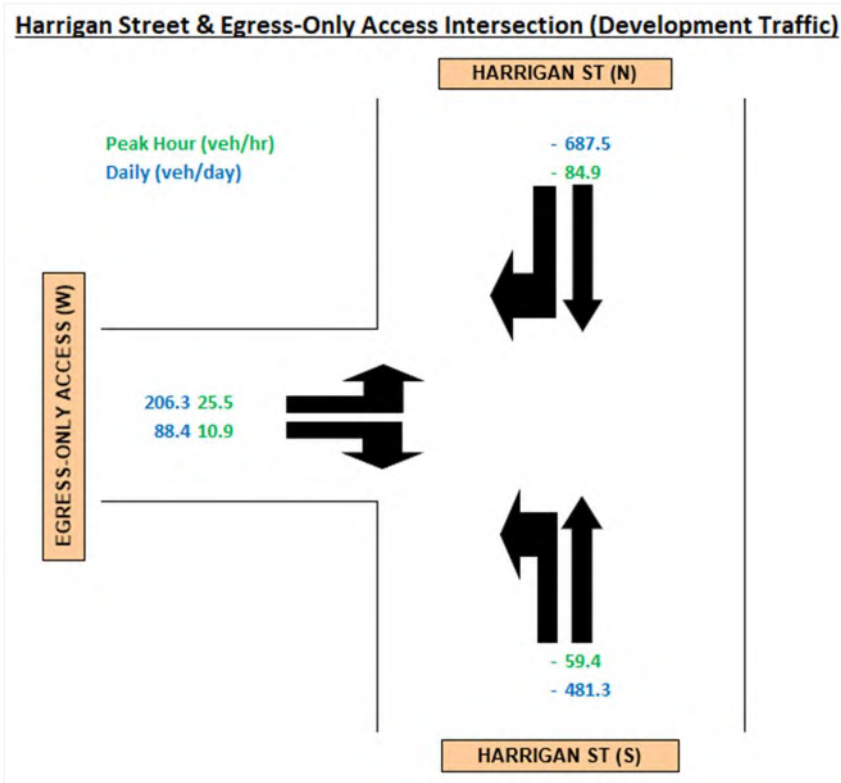 Harrigan Street & Egress-Only Access Intersection (Development Traffic)
HARRIGAN ST (N)
Peak Hour (veh/hr)
Daily (veh/day)
- 687.5
- 84.9
EGRESS-ONLY ACCESS (W)
206.3 25.5
88.4 10.9
- 59.4
- 481.3
HARRIGAN ST (S)